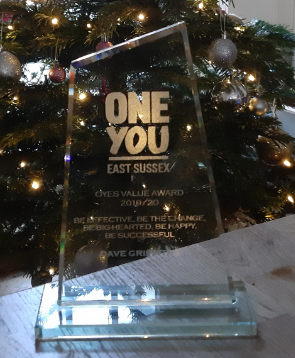 ONE
YOU
EAST SUSSEX
OYES VALUE AWARD
2019/20
BE EFFECTIVE, BE THE CHANGE,
BE BIG-HEARTED, BE HAPPY,
BE SUCCESSFUL
DAVE